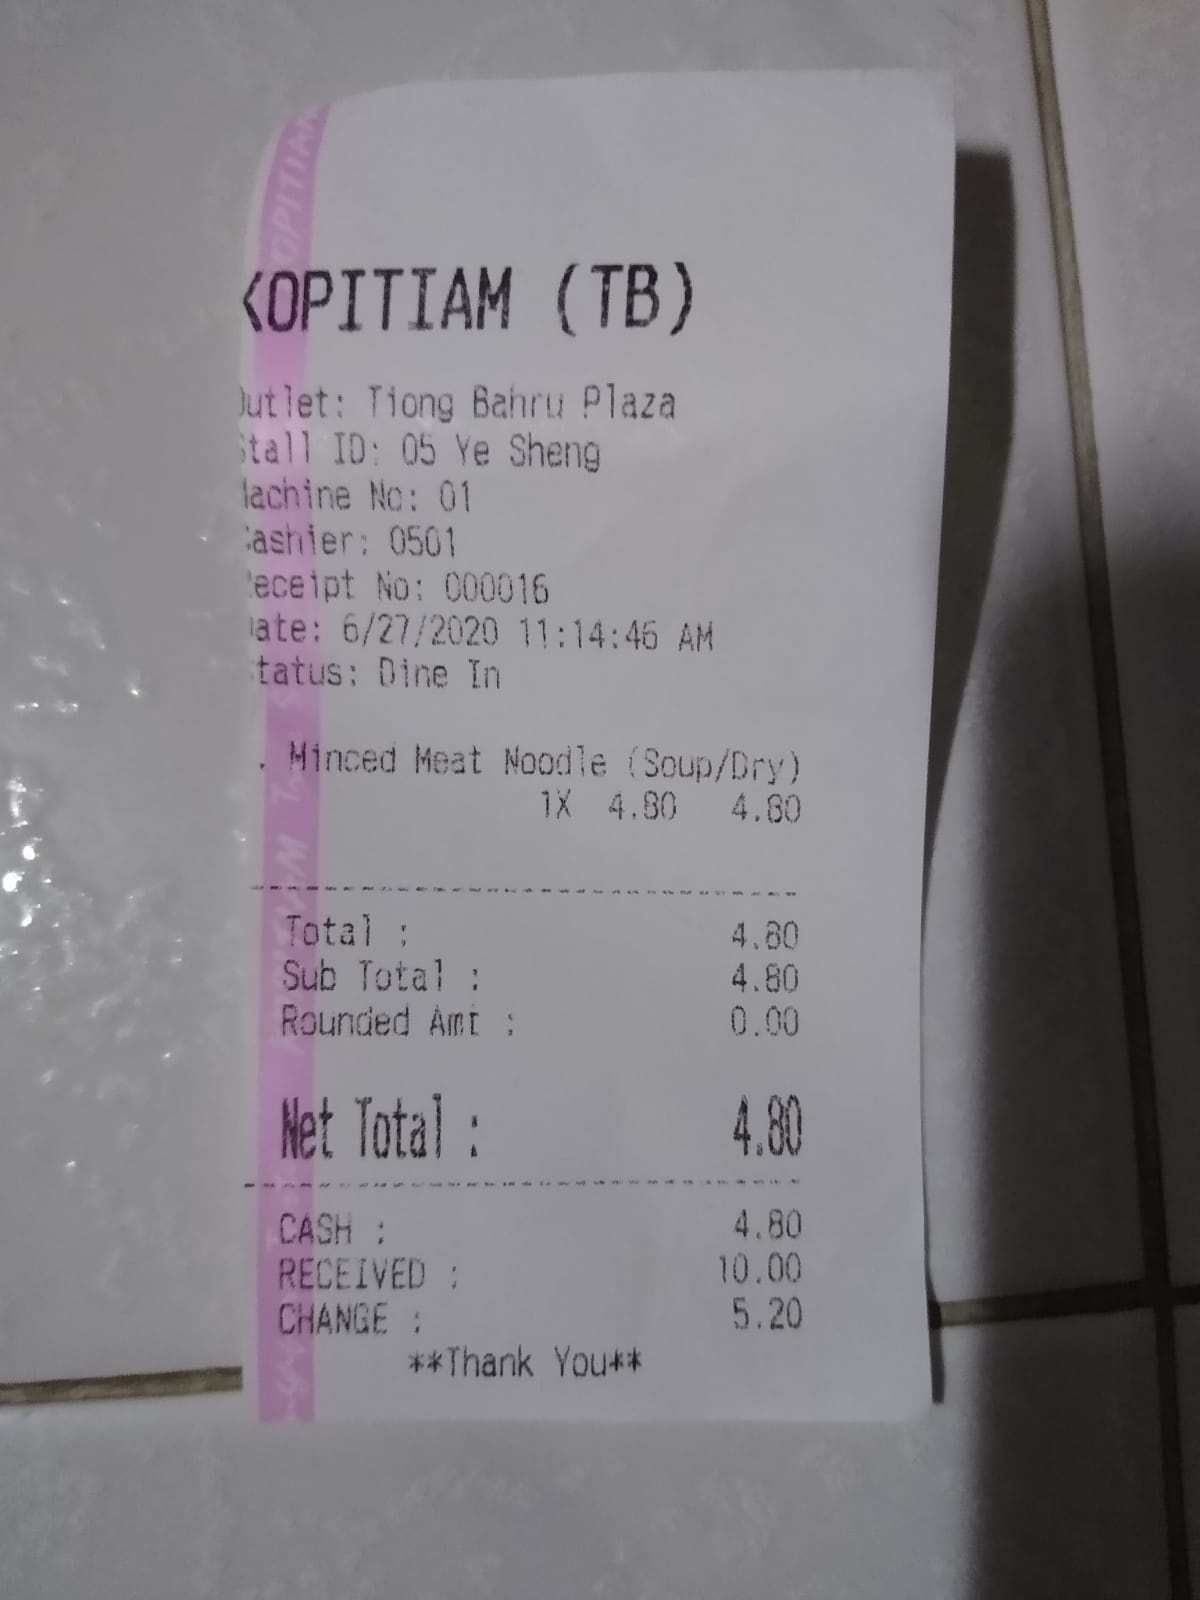 KOPITIAM (TB)
Outlet: Tiong Bahru Plaza
Stall ID: 05 Ye Sheng
Machine No: 01
Cashier: 0501
Receipt No: 000016
Date: 6/27/2020 11:14:46 AM
Status: Dine In
. Minced Meat Noodle (Soup/Dry)
1X 4.80 4.80
Total : 4.80
Sub Total : 4.80
Rounded Amt : 0.00
Net Total : 4.80
CASH : 4.80
RECEIVED : 10.00
CHANGE : 5.20
**Thank You**
KOPITIAM